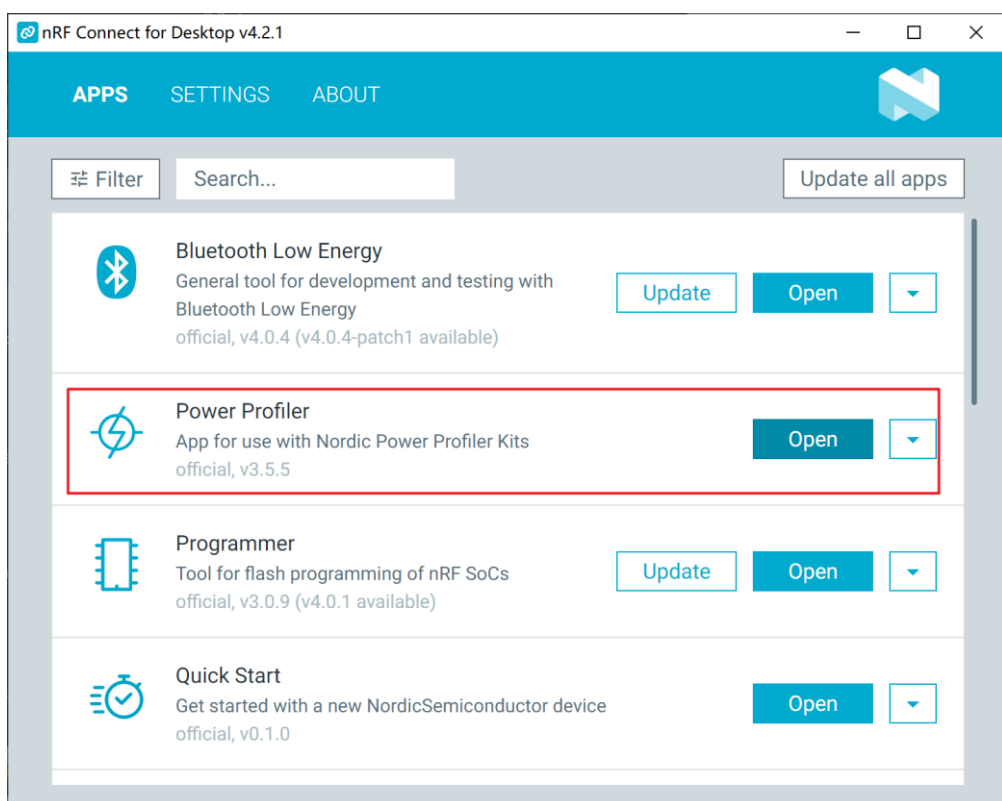 nRF Connect for Desktop v4.2.1
APPS SETTINGS ABOUT
Filter Search... Update all apps
Bluetooth Low Energy
General tool for development and testing with
Bluetooth Low Energy
official, v4.0.4 (v4.0.4-patch1 available)
Update Open
Power Profiler
App for use with Nordic Power Profiler Kits
official, v3.5.5
Open
Programmer
Tool for flash programming of nRF SoCs
official, v3.0.9 (v4.0.1 available)
Update Open
Quick Start
Get started with a new NordicSemiconductor device
official, v0.1.0
Open